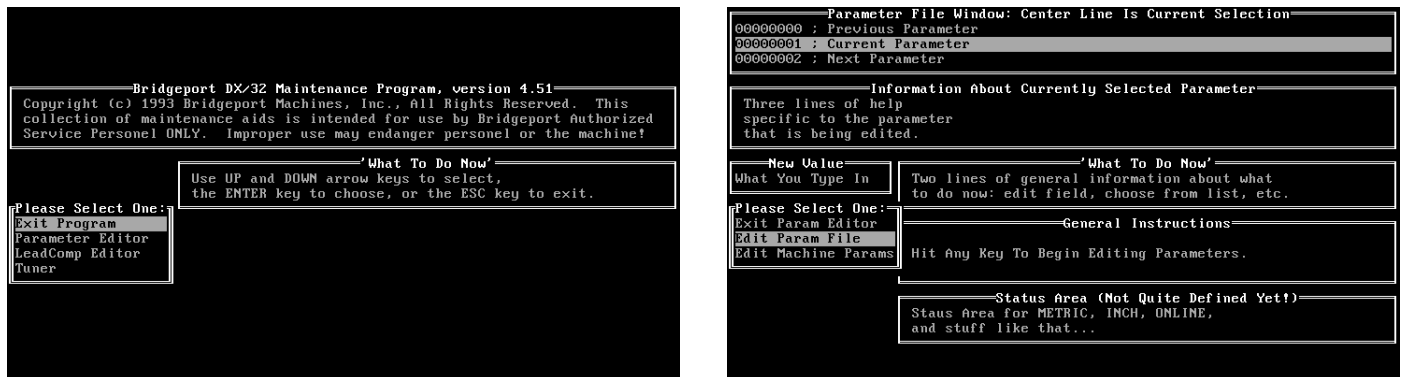 Bridgeport DX/32 Maintenance Program, version 4.51
Copyright (c) 1993 Bridgeport Machines, Inc., All Rights Reserved.  This
collection of maintenance aids is intended for use by Bridgeport Authorized
Service Personel ONLY.  Improper use may endanger personel or the machine!
'What To Do Now'
Use UP and DOWN arrow keys to select,
the ENTER key to choose, or the ESC key to exit.
Please Select One:
Exit Program
Parameter Editor
LeadComp Editor
Tuner
Parameter File Window: Center Line Is Current Selection
00000000 ; Previous Parameter
00000001 ; Current Parameter
00000002 ; Next Parameter
Information About Currently Selected Parameter
Three lines of help
specific to the parameter
that is being edited.
New Value
What You Type In
'What To Do Now'
Two lines of general information about what
to do now: edit field, choose from list, etc.
Please Select One:
Exit Param Editor
Edit Param File
Edit Machine Params
General Instructions
Hit Any Key To Begin Editing Parameters.
Status Area (Not Quite Defined Yet!)
Staus Area for METRIC, INCH, ONLINE,
and stuff like that...